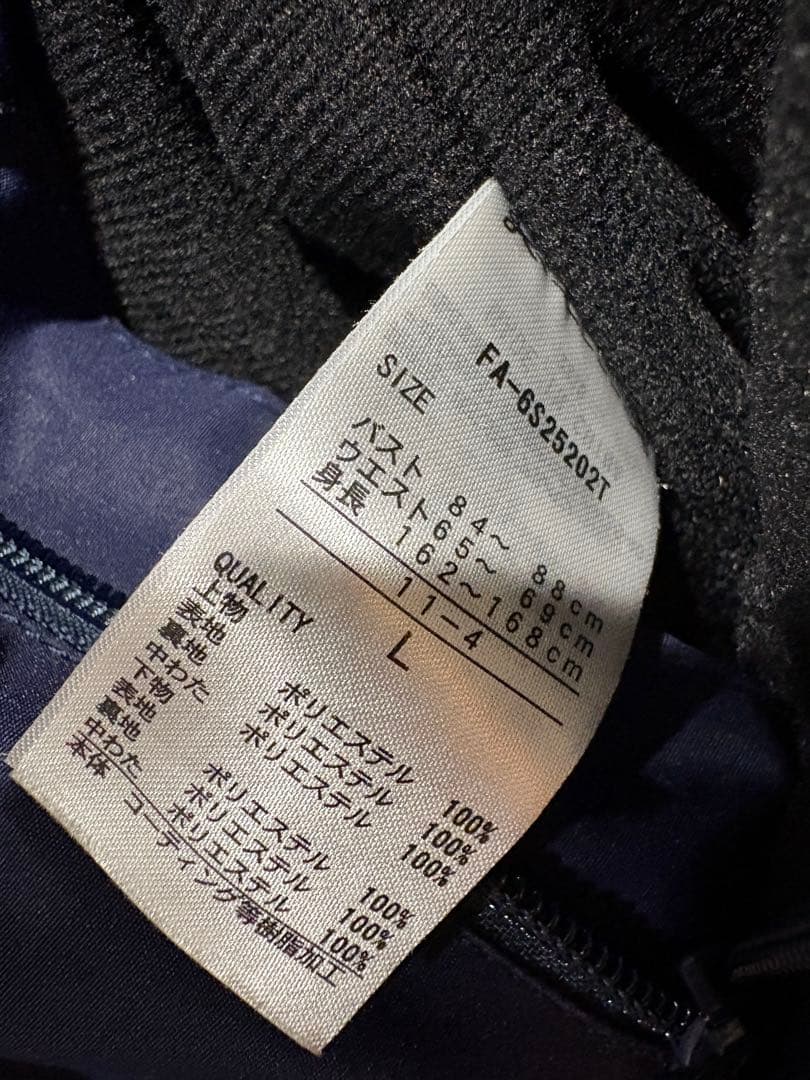 FA-6S25202T
SIZE
バスト 84～ 88cm
ウエスト 65～ 69cm
身長 162～168cm
11-4
L
QUALITY
上物
表地 ポリエステル 100%
裏地 ポリエステル 100%
中わた ポリエステル 100%
下物
表地 ポリエステル 100%
裏地 ポリエステル 100%
中わた ポリエステル 100%
本体 コーティング等樹脂加工